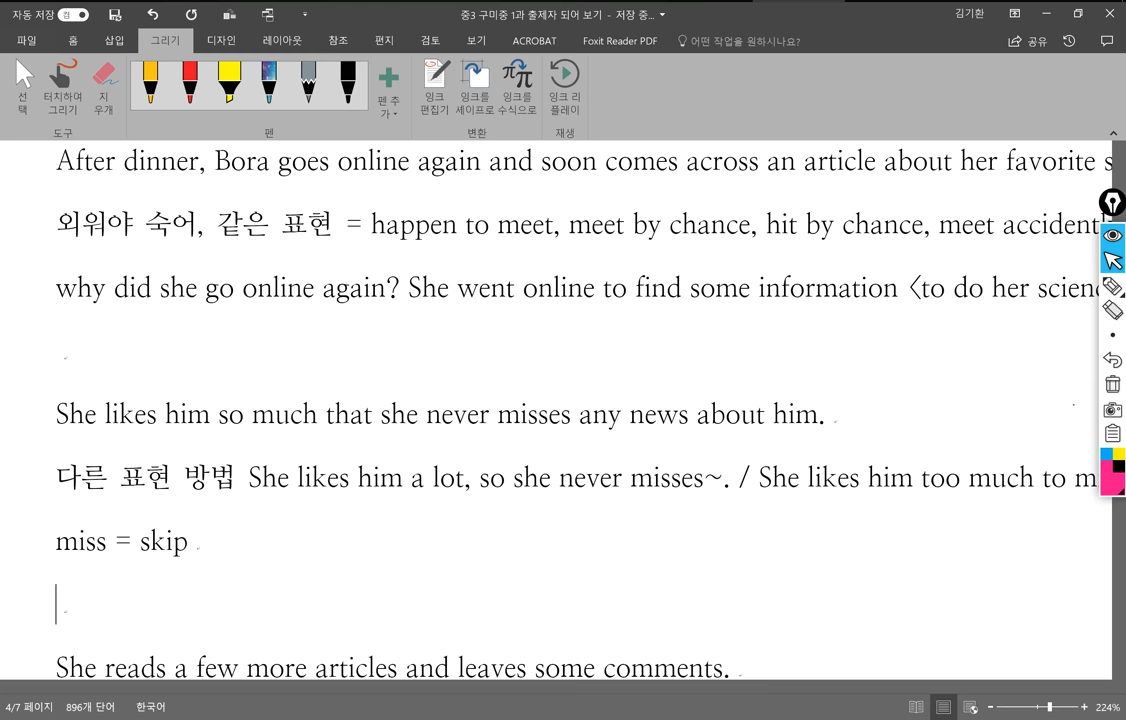 자동 저장 켬 중3 구미중 1과 출제자 되어 보기 - 저장 중... 김기환
파일 홈 삽입 그리기 디자인 레이아웃 참조 편지 검토 보기 ACROBAT Foxit Reader PDF 어떤 작업을 원하시나요? 공유
선택
터치하여 그리기
지우개
펜 추가
잉크 편집기
잉크를 셰이프로
잉크를 수식으로
잉크 리플레이
도구 펜 변환 재생
After dinner, Bora goes online again and soon comes across an article about her favorite s
외워야 숙어, 같은 표현 = happen to meet, meet by chance, hit by chance, meet accident
why did she go online again? She went online to find some information <to do her scien
She likes him so much that she never misses any news about him.
다른 표현 방법 She likes him a lot, so she never misses~. / She likes him too much to m
miss = skip
She reads a few more articles and leaves some comments.
4/7 페이지 896개 단어 한국어 224%